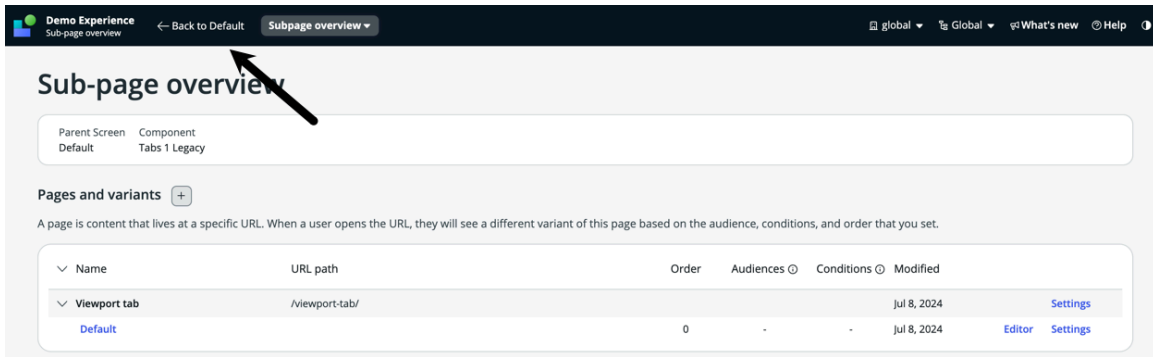 Demo Experience
Sub-page overview
Back to Default
Subpage overview
global
Global
What's new
Help
Sub-page overview
Parent Screen Component
Default Tabs 1 Legacy
Pages and variants +
A page is content that lives at a specific URL. When a user opens the URL, they will see a different variant of this page based on the audience, conditions, and order that you set.
Name URL path Order Audiences Conditions Modified
Viewport tab /viewport-tab/ Jul 8, 2024 Settings
Default 0 - - Jul 8, 2024 Editor Settings